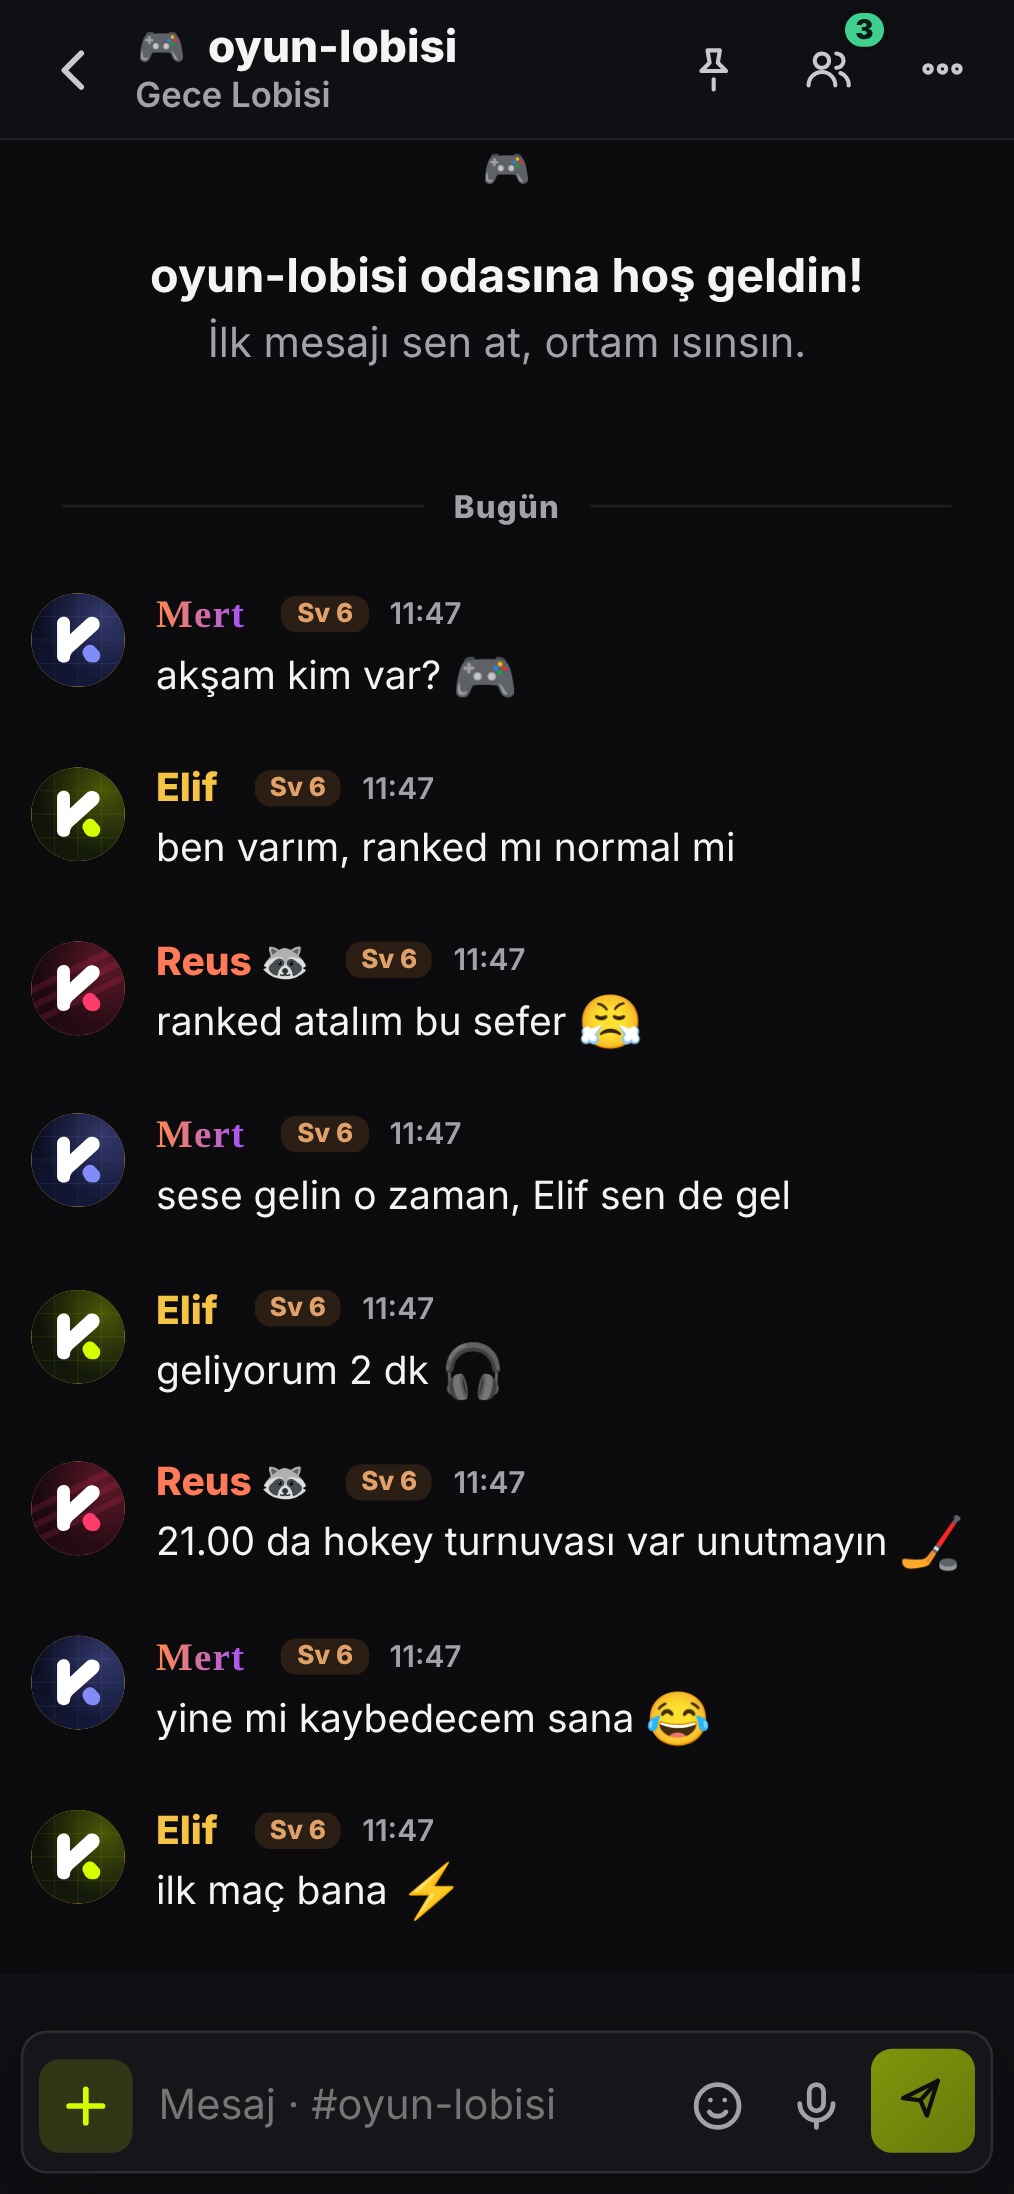 🎮 oyun-lobisi
Gece Lobisi
3
🎮
oyun-lobisi odasına hoş geldin!
İlk mesajı sen at, ortam ısınsın.
Bugün
Mert Sv 6 11:47
akşam kim var? 🎮
Elif Sv 6 11:47
ben varım, ranked mı normal mi
Reus 🦝 Sv 6 11:47
ranked atalım bu sefer 😤
Mert Sv 6 11:47
sese gelin o zaman, Elif sen de gel
Elif Sv 6 11:47
geliyorum 2 dk 🎧
Reus 🦝 Sv 6 11:47
21.00 da hokey turnuvası var unutmayın 🏒
Mert Sv 6 11:47
yine mi kaybedecem sana 😂
Elif Sv 6 11:47
ilk maç bana ⚡
Mesaj · #oyun-lobisi